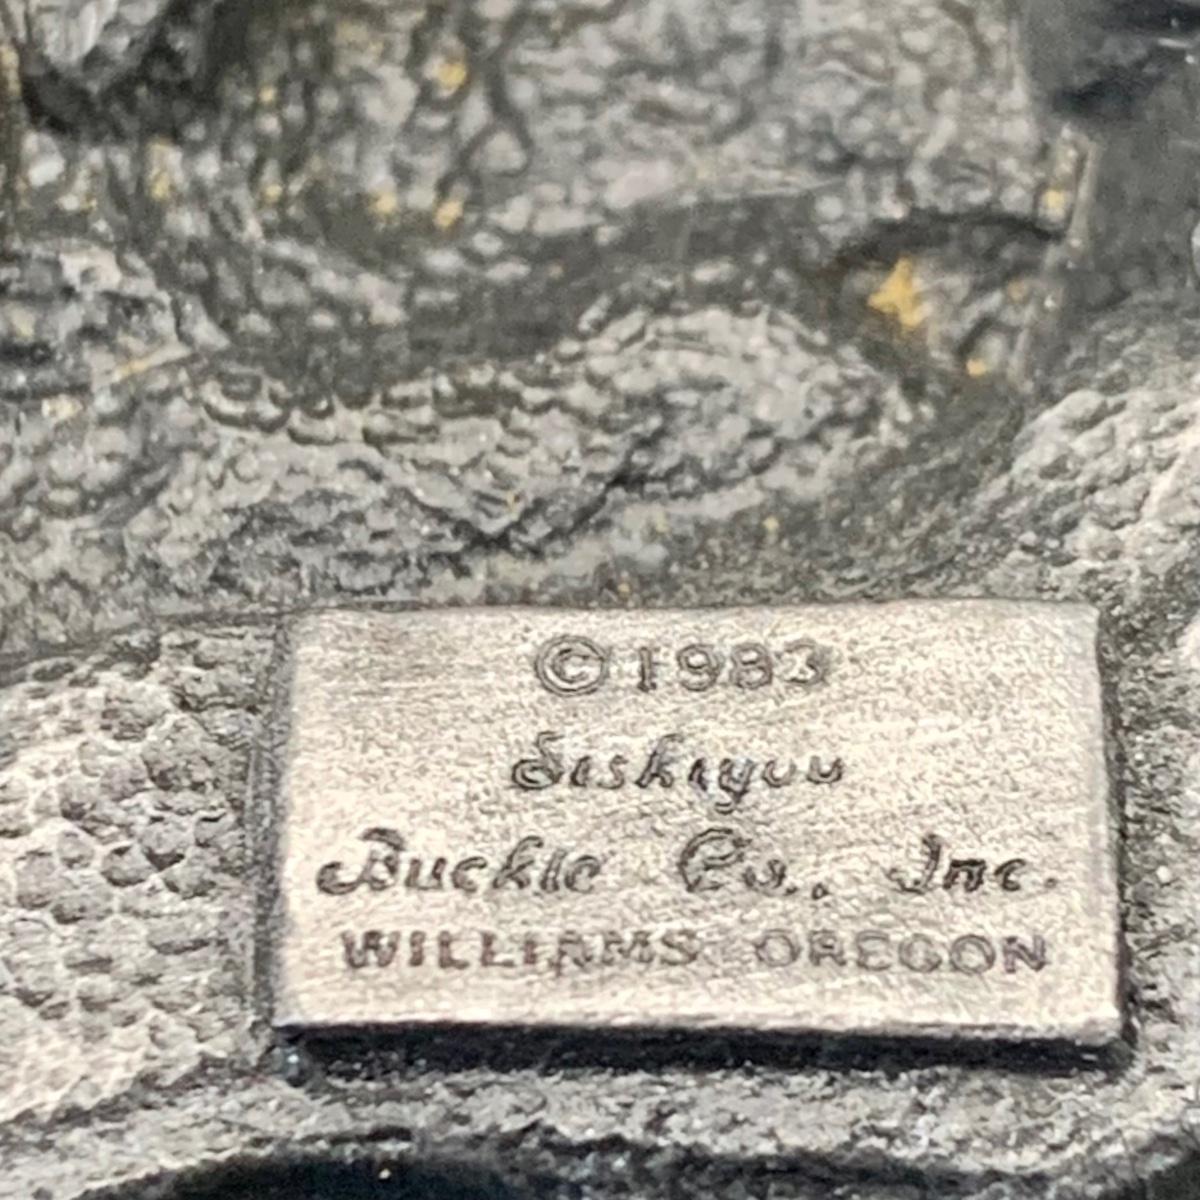 ©1983
Siskiyou
Buckle Co., Inc.
WILLIAMS OREGON